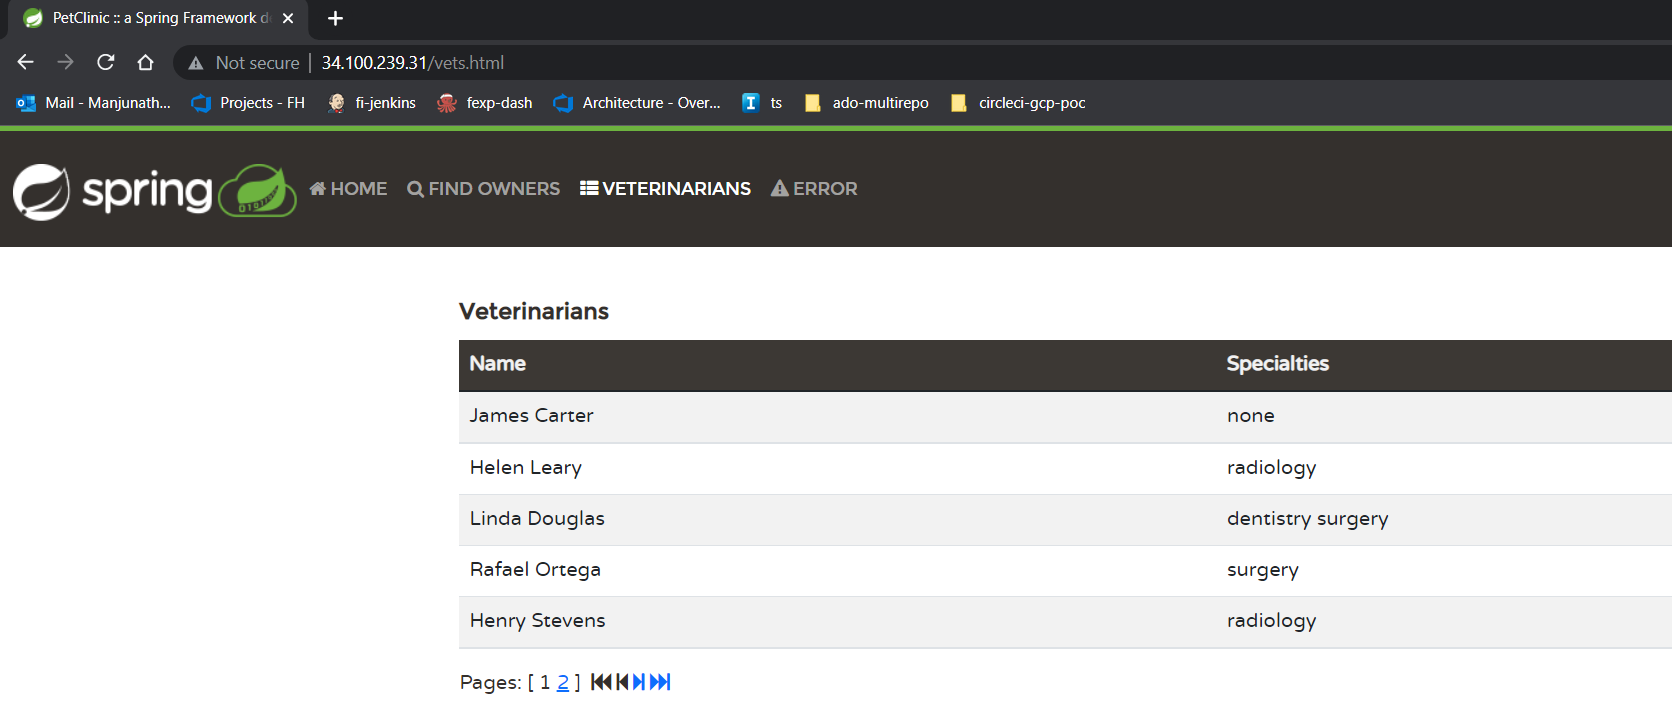 PetClinic :: a Spring Framework d
Not secure 34.100.239.31/vets.html
Mail - Manjunath... Projects - FH fi-jenkins fexp-dash Architecture - Over... ts ado-multirepo circleci-gcp-poc
spring HOME FIND OWNERS VETERINARIANS ERROR
Veterinarians
Name Specialties
James Carter none
Helen Leary radiology
Linda Douglas dentistry surgery
Rafael Ortega surgery
Henry Stevens radiology
Pages: [ 1 2 ]